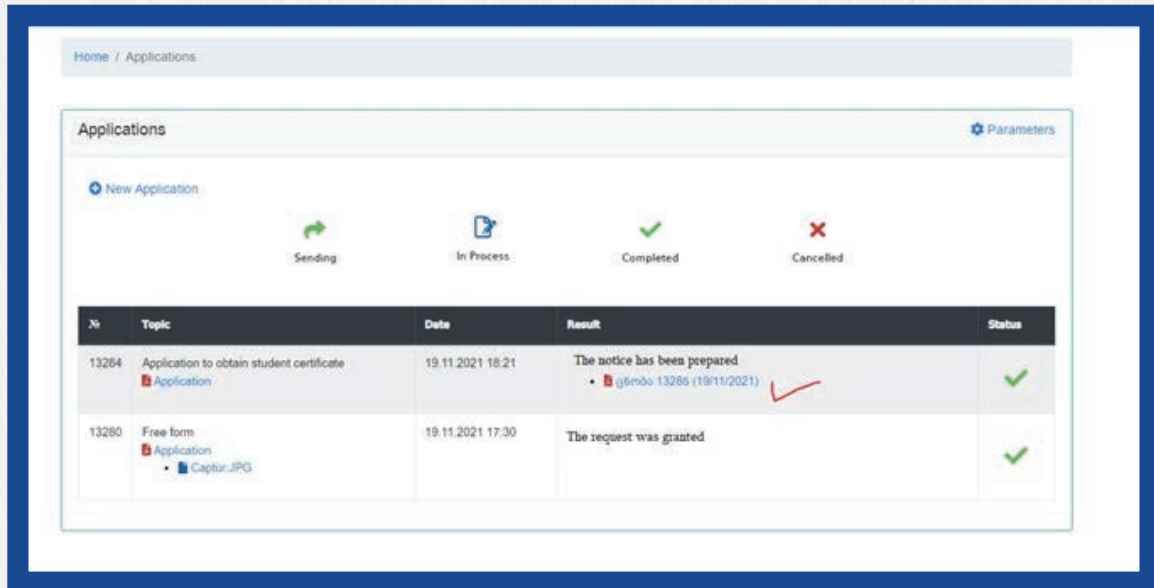 Home / Applications
Applications
Parameters
New Application
Sending
In Process
Completed
Cancelled
№ Topic Date Result Status
13284 Application to obtain student certificate 19.11.2021 18:21 The notice has been prepared
Application
(19/11/2021)
13280 Free form 19.11.2021 17:30 The request was granted
Application
Captur.JPG